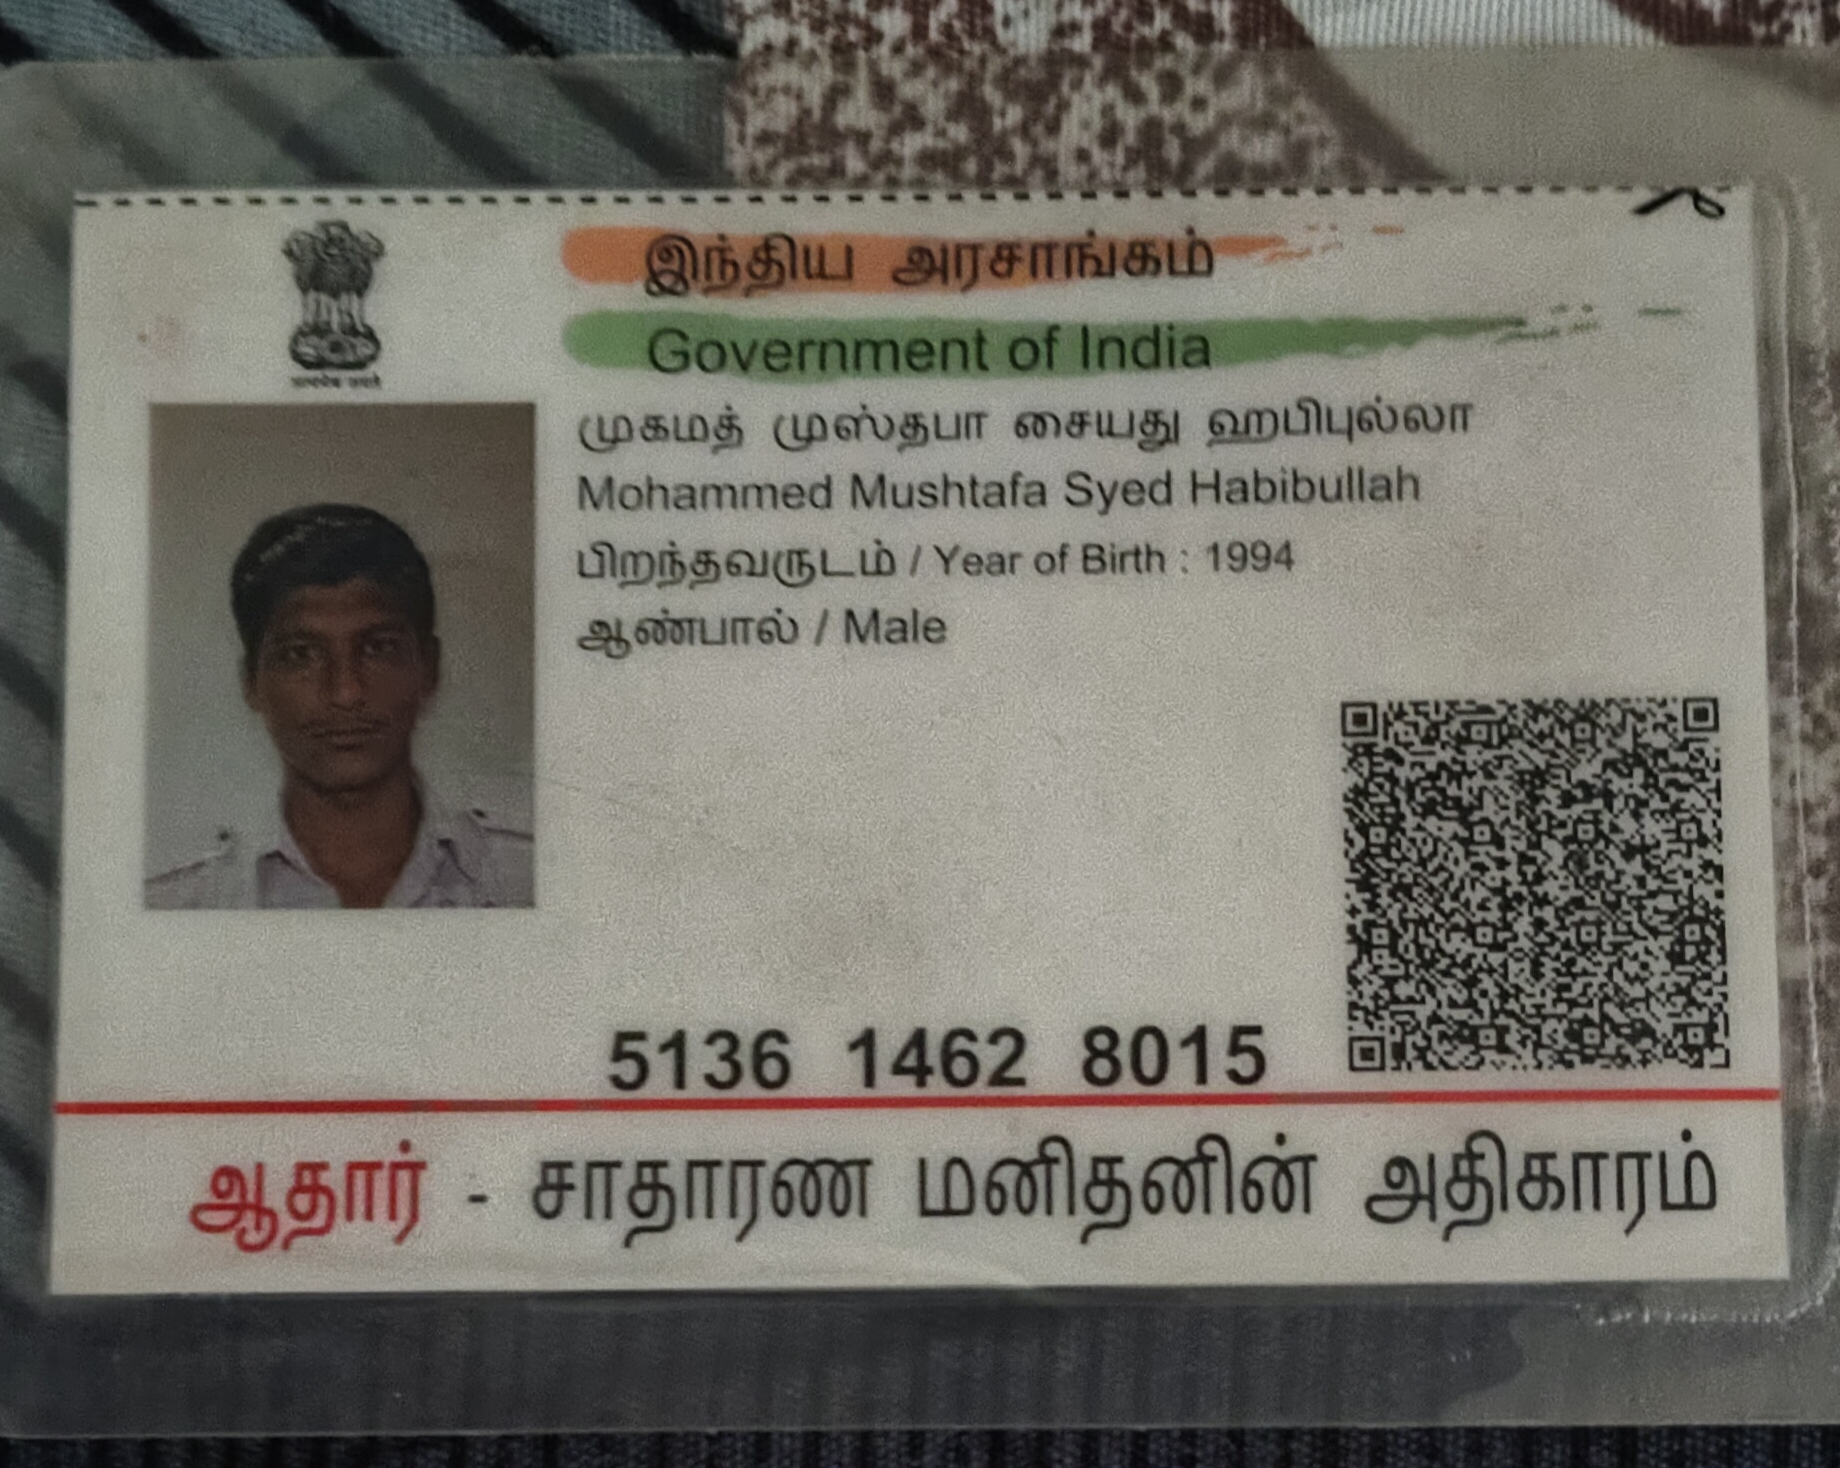 இந்திய அரசாங்கம்
Government of India
முகமத் முஸ்தபா சையது ஹபிபுல்லா
Mohammed Mushtafa Syed Habibullah
பிறந்தவருடம் / Year of Birth : 1994
ஆண்பால் / Male
5136 1462 8015
ஆதார் - சாதாரண மனிதனின் அதிகாரம்